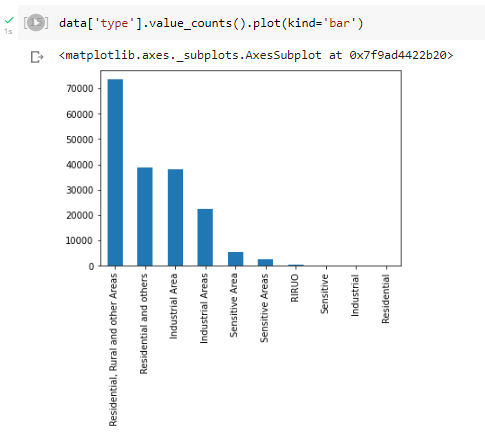 data['type'].value_counts().plot(kind='bar')
1s
<matplotlib.axes._subplots.AxesSubplot at 0x7f9ad4422b20>
70000
60000
50000
40000
30000
20000
10000
0
Residential, Rural and other Areas
Residential and others
Industrial Area
Industrial Areas
Sensitive Area
Sensitive Areas
RIRUO
Sensitive
Industrial
Residential